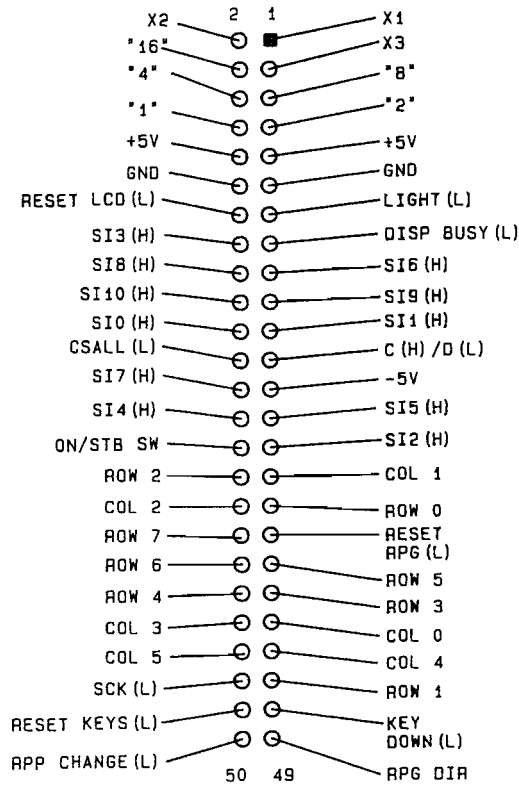 2 1
X2 X1
"16" X3
"4" "8"
"1" "2"
+5V +5V
GND GND
RESET LCD(L) LIGHT(L)
SI3(H) DISP BUSY(L)
SI8(H) SI6(H)
SI10(H) SI9(H)
SI0(H) SI1(H)
CSALL(L) C(H)/D(L)
SI7(H) -5V
SI4(H) SI5(H)
ON/STB SW SI2(H)
ROW 2 COL 1
COL 2 ROW 0
ROW 7 RESET
RPG(L)
ROW 6 ROW 5
ROW 4 ROW 3
COL 3 COL 0
COL 5 COL 4
SCK(L) ROW 1
RESET KEYS(L) KEY
DOWN(L)
RPP CHANGE(L) RPG DIR
50 49